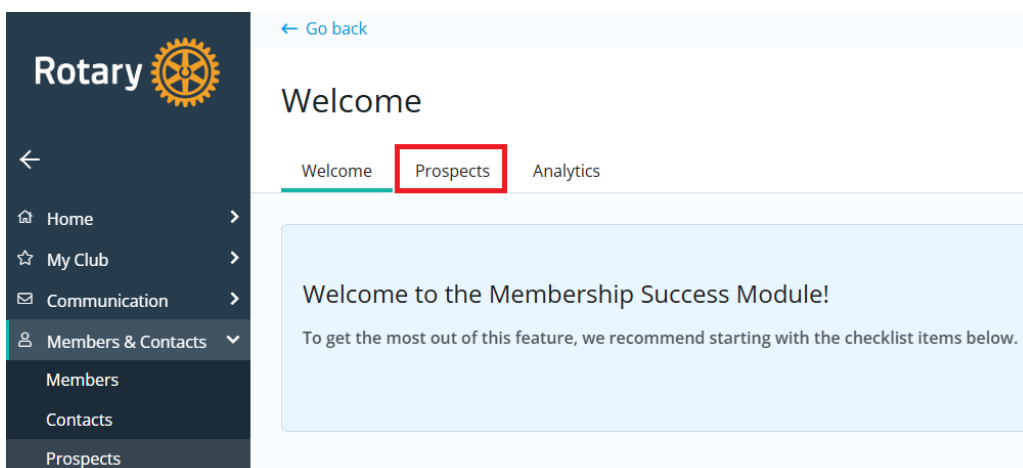 Rotary
Home
My Club
Communication
Members & Contacts
Members
Contacts
Prospects
← Go back
Welcome
Welcome Prospects Analytics
Welcome to the Membership Success Module!
To get the most out of this feature, we recommend starting with the checklist items below.